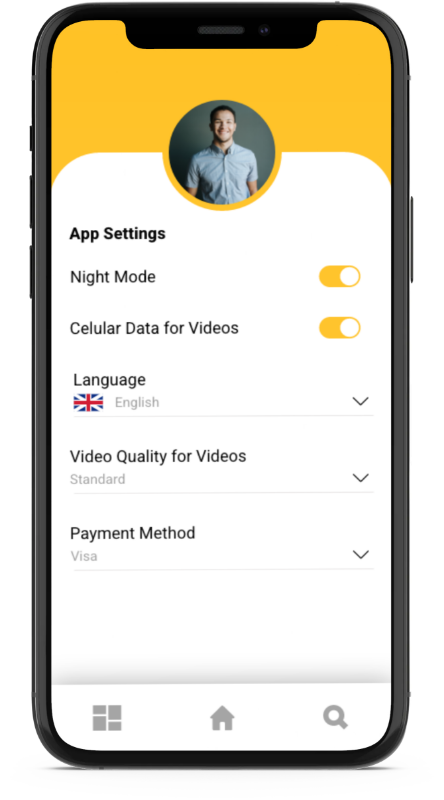 App Settings
Night Mode
Celular Data for Videos
Language
English
Video Quality for Videos
Standard
Payment Method
Visa